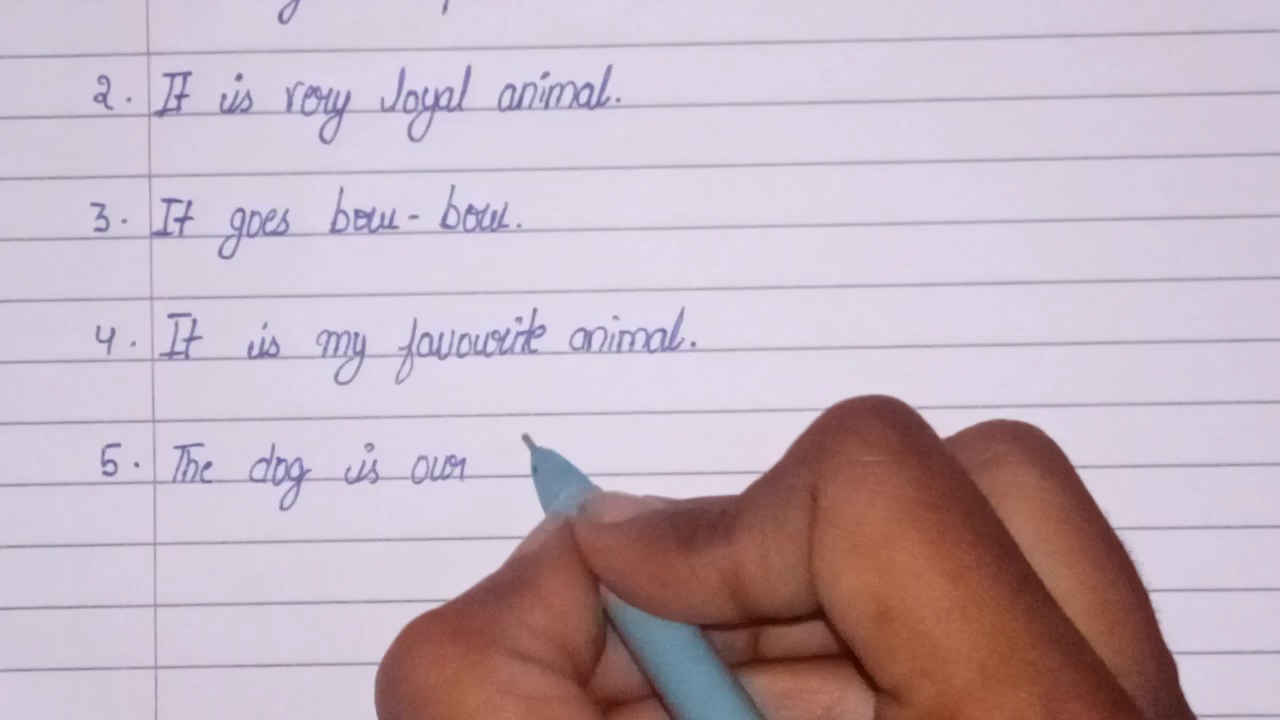 2. It is very loyal animal.
3. It goes bow-bow.
4. It is my favourite animal.
5. The dog is our